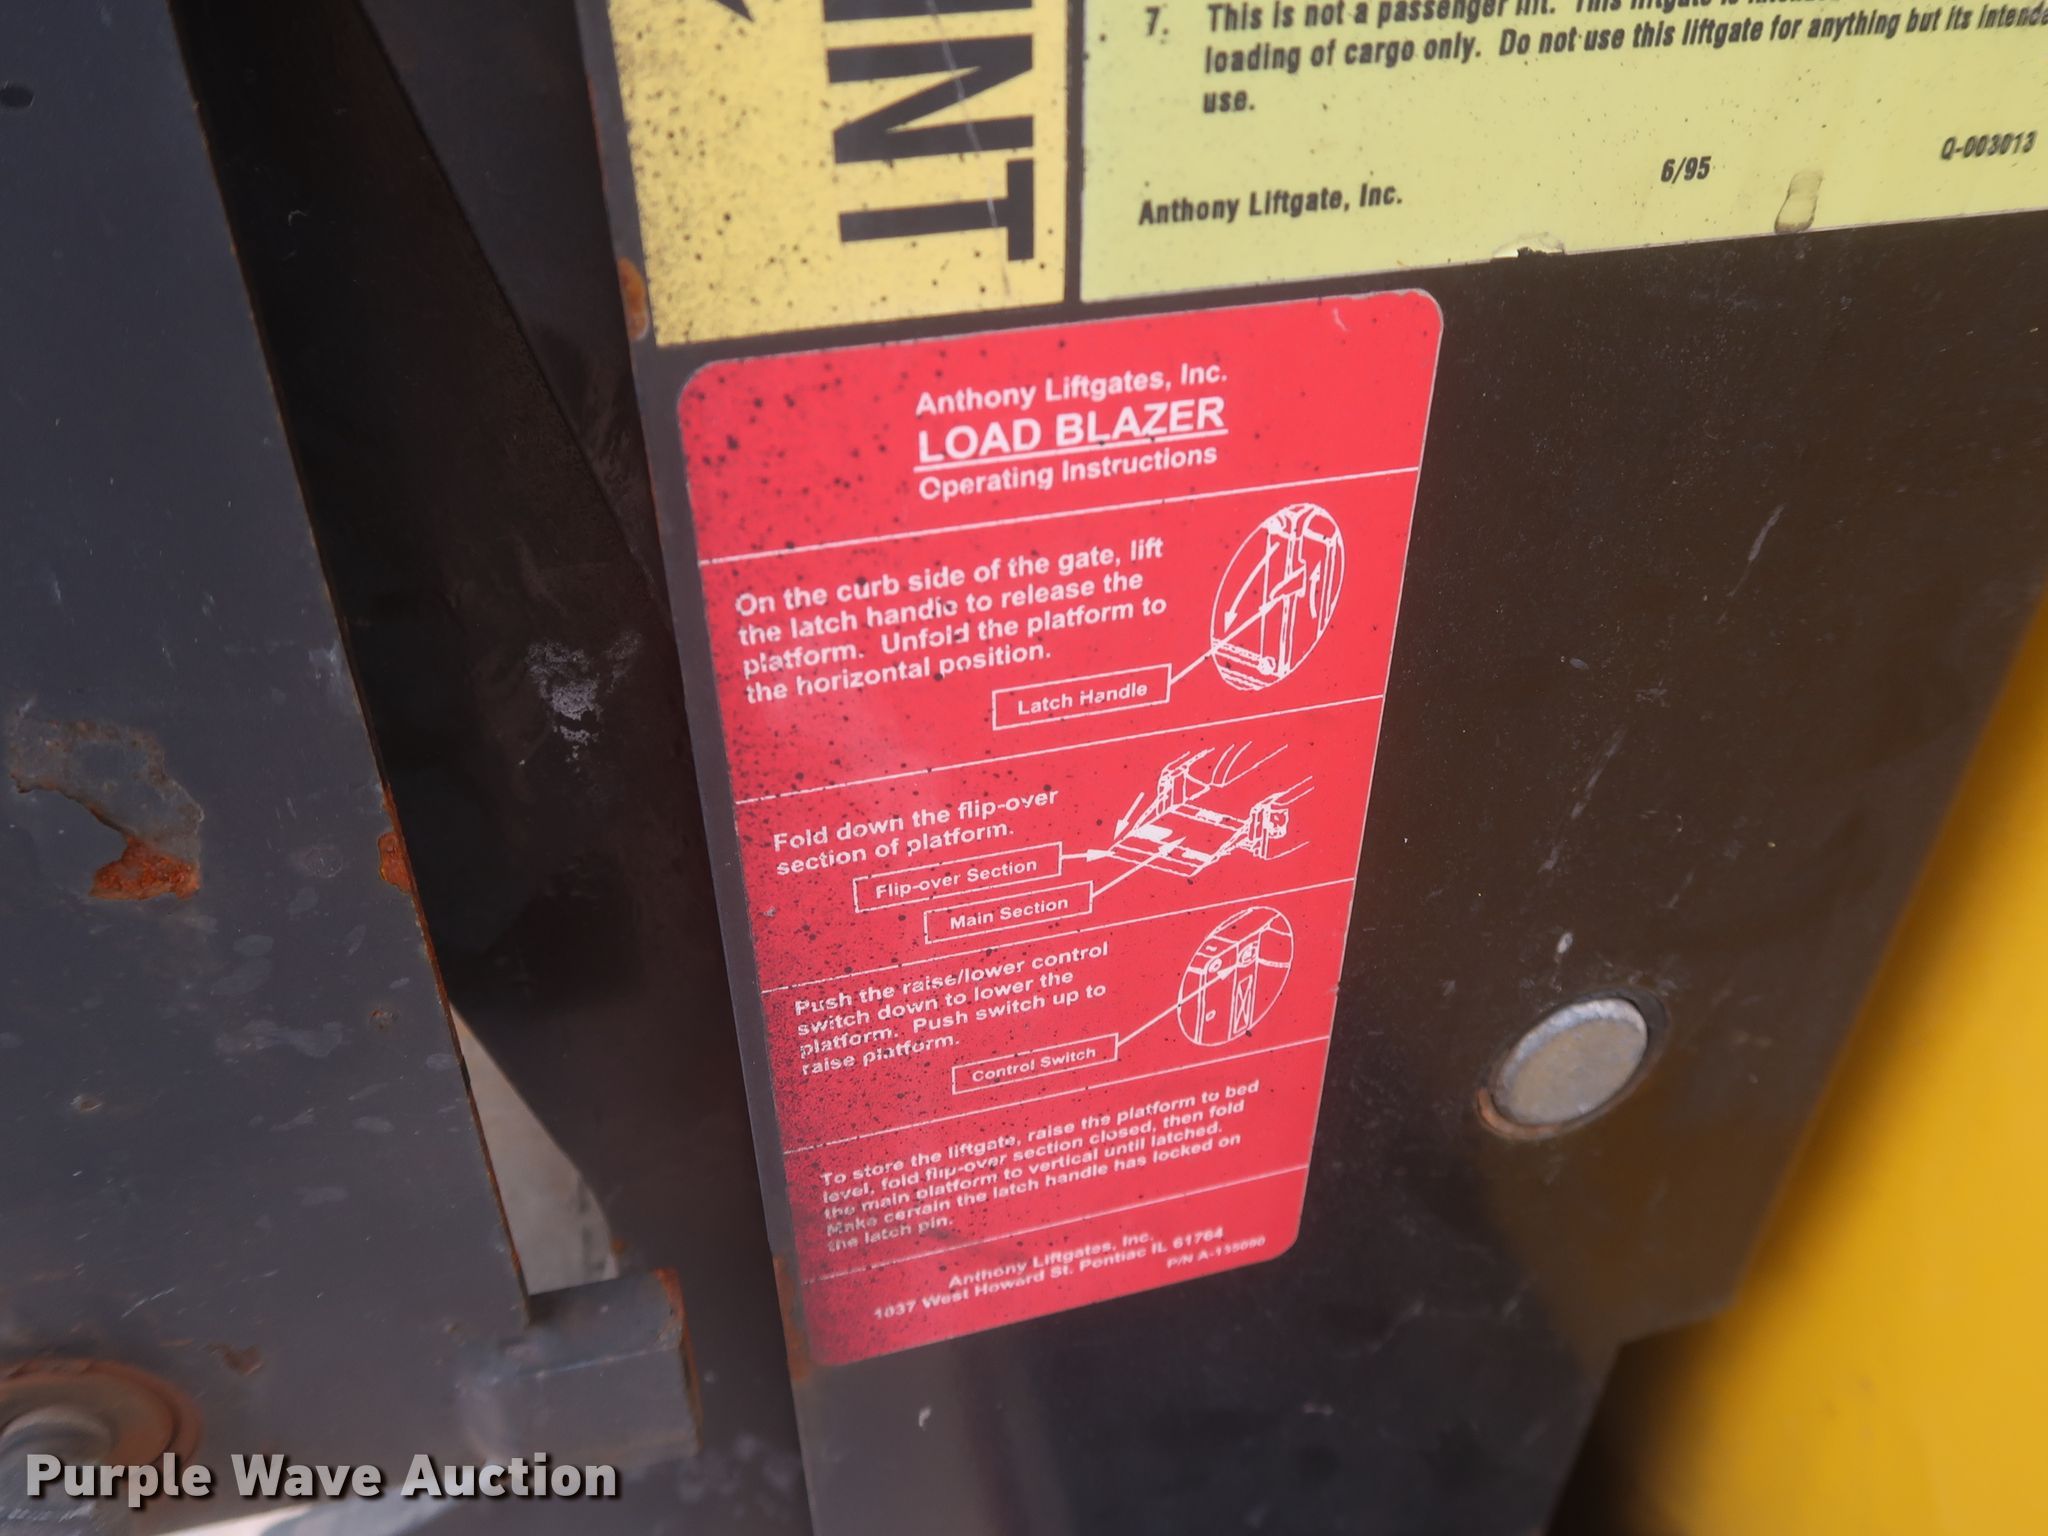 INT
7. This is not a passenger lift. This liftgate is
loading of cargo only. Do not use this liftgate for anything but its
use.
Anthony Liftgate, Inc.
6/95
Q-003013
Anthony Liftgates, Inc.
LOAD BLAZER
Operating Instructions
On the curb side of the gate, lift
the latch handle to release the
platform. Unfold the platform to
the horizontal position.
Latch Handle
Fold down the flip-over
section of platform.
Flip-over Section
Main Section
Push the raise/lower control
switch down to lower the
platform. Push switch up to
raise platform.
Control Switch
To store the liftgate, raise the platform to bed
level, fold flip-over section closed, then fold
the main platform to vertical until latched.
Make certain the latch handle has locked on
the latch pin.
Anthony Liftgates, Inc.
1037 West Howard St. Pontiac IL 61764
P/N
Purple Wave Auction